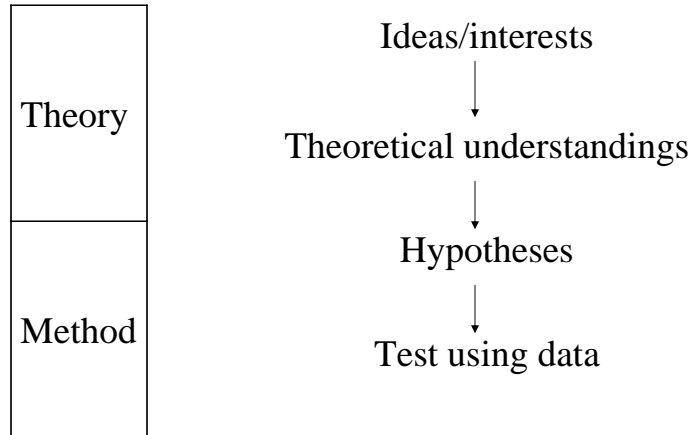 Ideas/interests
Theory
Theoretical understandings
Hypotheses
Method
Test using data